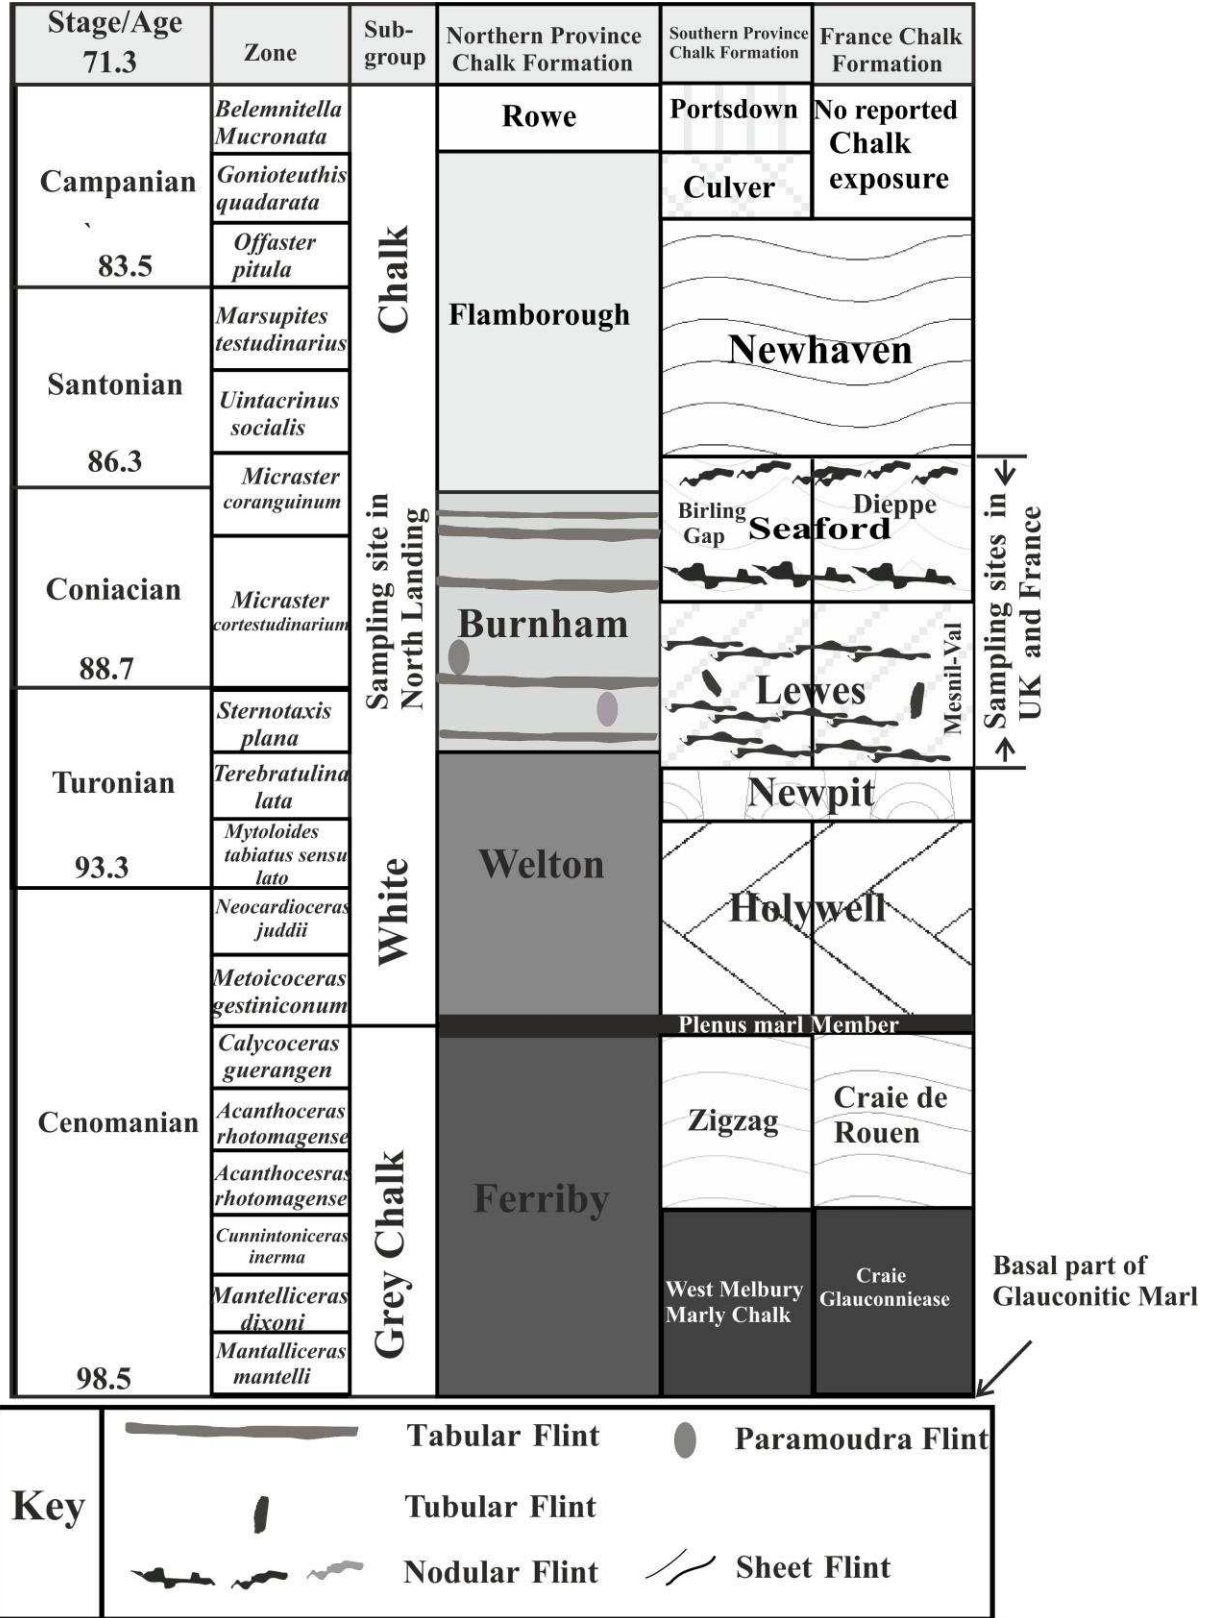 Stage/Age
71.3
Zone
Sub-
group
Northern Province
Chalk Formation
Southern Province
Chalk Formation
France Chalk
Formation
Campanian
83.5
Santonian
86.3
Coniacian
88.7
Turonian
93.3
Cenomanian
98.5
Belemnitella
Mucronata
Gonioteuthis
quadarata
Offaster
pitula
Marsupites
testudinarius
Uintacrinus
socialis
Micraster
coranguinum
Micraster
cortestudinarium
Sternotaxis
plana
Terebratulina
lata
Mytoloides
tabiatus sensu
lato
Neocardioceras
juddii
Metoicoceras
gestiniconum
Calycoceras
guerangen
Acanthoceras
rhotomagense
Acanthocesras
rhotomagense
Cunnintoniceras
inerma
Mantelliceras
dixoni
Mantalliceras
mantelli
White Chalk
Sampling site in
North Landing
Grey Chalk
Rowe
Flamborough
Burnham
Welton
Ferriby
Portsdown
Culver
No reported
Chalk
exposure
Newhaven
Birling
Gap
Dieppe
Seaford
Lewes
Mesnil-Val
Newpit
Holywell
Plenus marl Member
Zigzag
Craie de
Rouen
West Melbury
Marly Chalk
Craie
Glauconniease
Sampling sites in
UK and France
Basal part of
Glauconitic Marl
Key
Tabular Flint
Paramoudra Flint
Tubular Flint
Nodular Flint
Sheet Flint